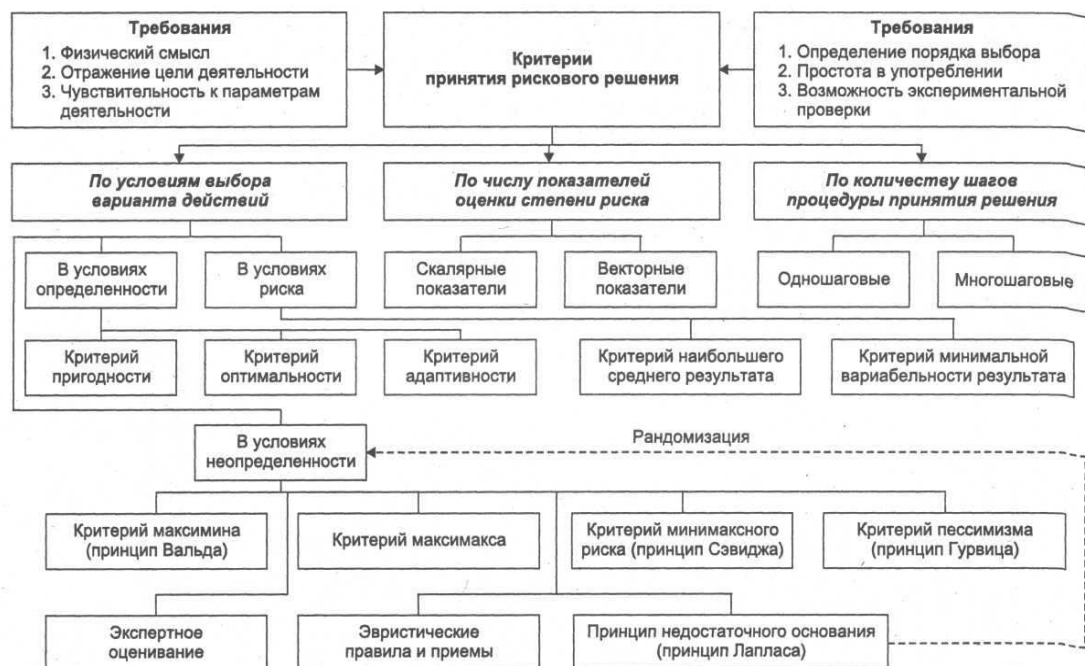 Требования
1. Физический смысл
2. Отражение цели деятельности
3. Чувствительность к параметрам
деятельности
Критерии
принятия рискового решения
Требования
1. Определение порядка выбора
2. Простота в употреблении
3. Возможность экспериментальной
проверки
По условиям выбора
варианта действий
По числу показателей
оценки степени риска
По количеству шагов
процедуры принятия решения
В условиях
определенности
В условиях
риска
Скалярные
показатели
Векторные
показатели
Одношаговые
Многошаговые
Критерий
пригодности
Критерий
оптимальности
Критерий
адаптивности
Критерий наибольшего
среднего результата
Критерий минимальной
вариабельности результата
В условиях
неопределенности
Рандомизация
Критерий максимина
(принцип Вальда)
Критерий максимакса
Критерий минимаксного
риска (принцип Сэвиджа)
Критерий пессимизма
(принцип Гурвица)
Экспертное
оценивание
Эвристические
правила и приемы
Принцип недостаточного основания
(принцип Лапласа)